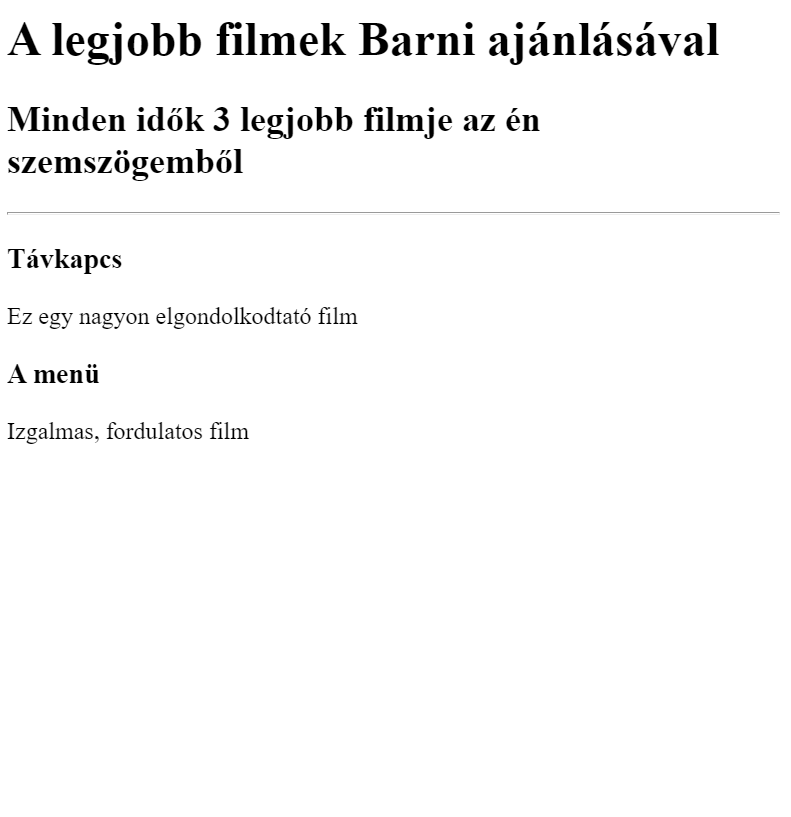 A legjobb filmek Barni ajánlásával
Minden idők 3 legjobb filmje az én
szemszögemből
Távkapcs
Ez egy nagyon elgondolkodtató film
A menü
Izgalmas, fordulatos film